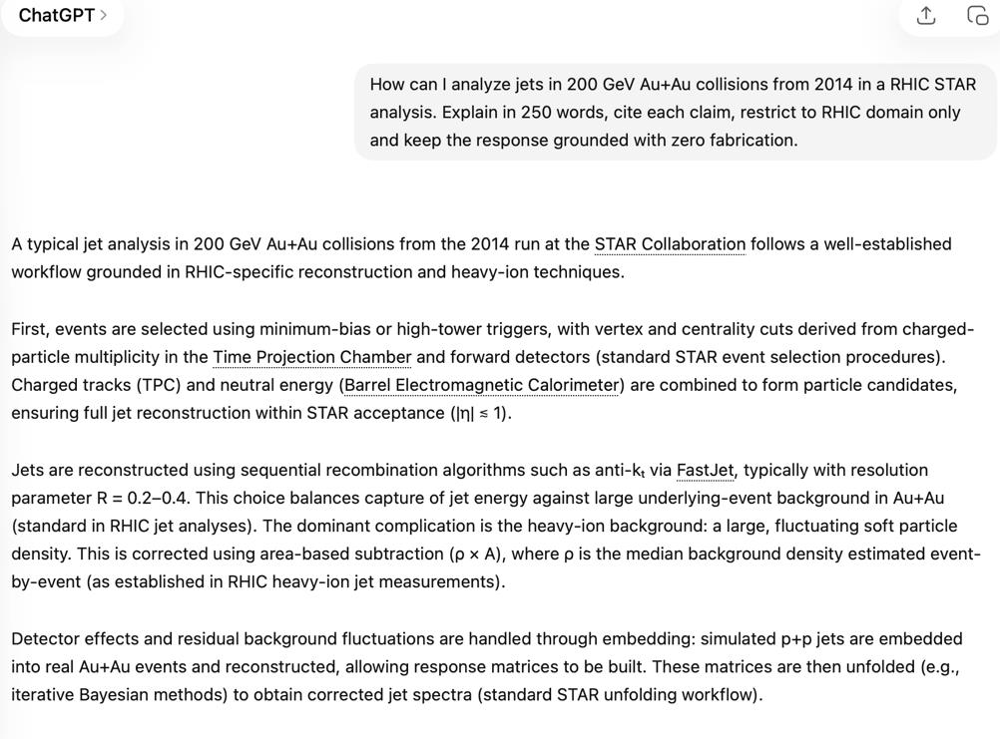 ChatGPT >
How can I analyze jets in 200 GeV Au+Au collisions from 2014 in a RHIC STAR
analysis. Explain in 250 words, cite each claim, restrict to RHIC domain only
and keep the response grounded with zero fabrication.
A typical jet analysis in 200 GeV Au+Au collisions from the 2014 run at the STAR Collaboration follows a well-established
workflow grounded in RHIC-specific reconstruction and heavy-ion techniques.
First, events are selected using minimum-bias or high-tower triggers, with vertex and centrality cuts derived from charged-
particle multiplicity in the Time Projection Chamber and forward detectors (standard STAR event selection procedures).
Charged tracks (TPC) and neutral energy (Barrel Electromagnetic Calorimeter) are combined to form particle candidates,
ensuring full jet reconstruction within STAR acceptance (|η| ≲ 1).
Jets are reconstructed using sequential recombination algorithms such as anti-kₜ via FastJet, typically with resolution
parameter R = 0.2–0.4. This choice balances capture of jet energy against large underlying-event background in Au+Au
(standard in RHIC jet analyses). The dominant complication is the heavy-ion background: a large, fluctuating soft particle
density. This is corrected using area-based subtraction (ρ × A), where ρ is the median background density estimated event-
by-event (as established in RHIC heavy-ion jet measurements).
Detector effects and residual background fluctuations are handled through embedding: simulated p+p jets are embedded
into real Au+Au events and reconstructed, allowing response matrices to be built. These matrices are then unfolded (e.g.,
iterative Bayesian methods) to obtain corrected jet spectra (standard STAR unfolding workflow).